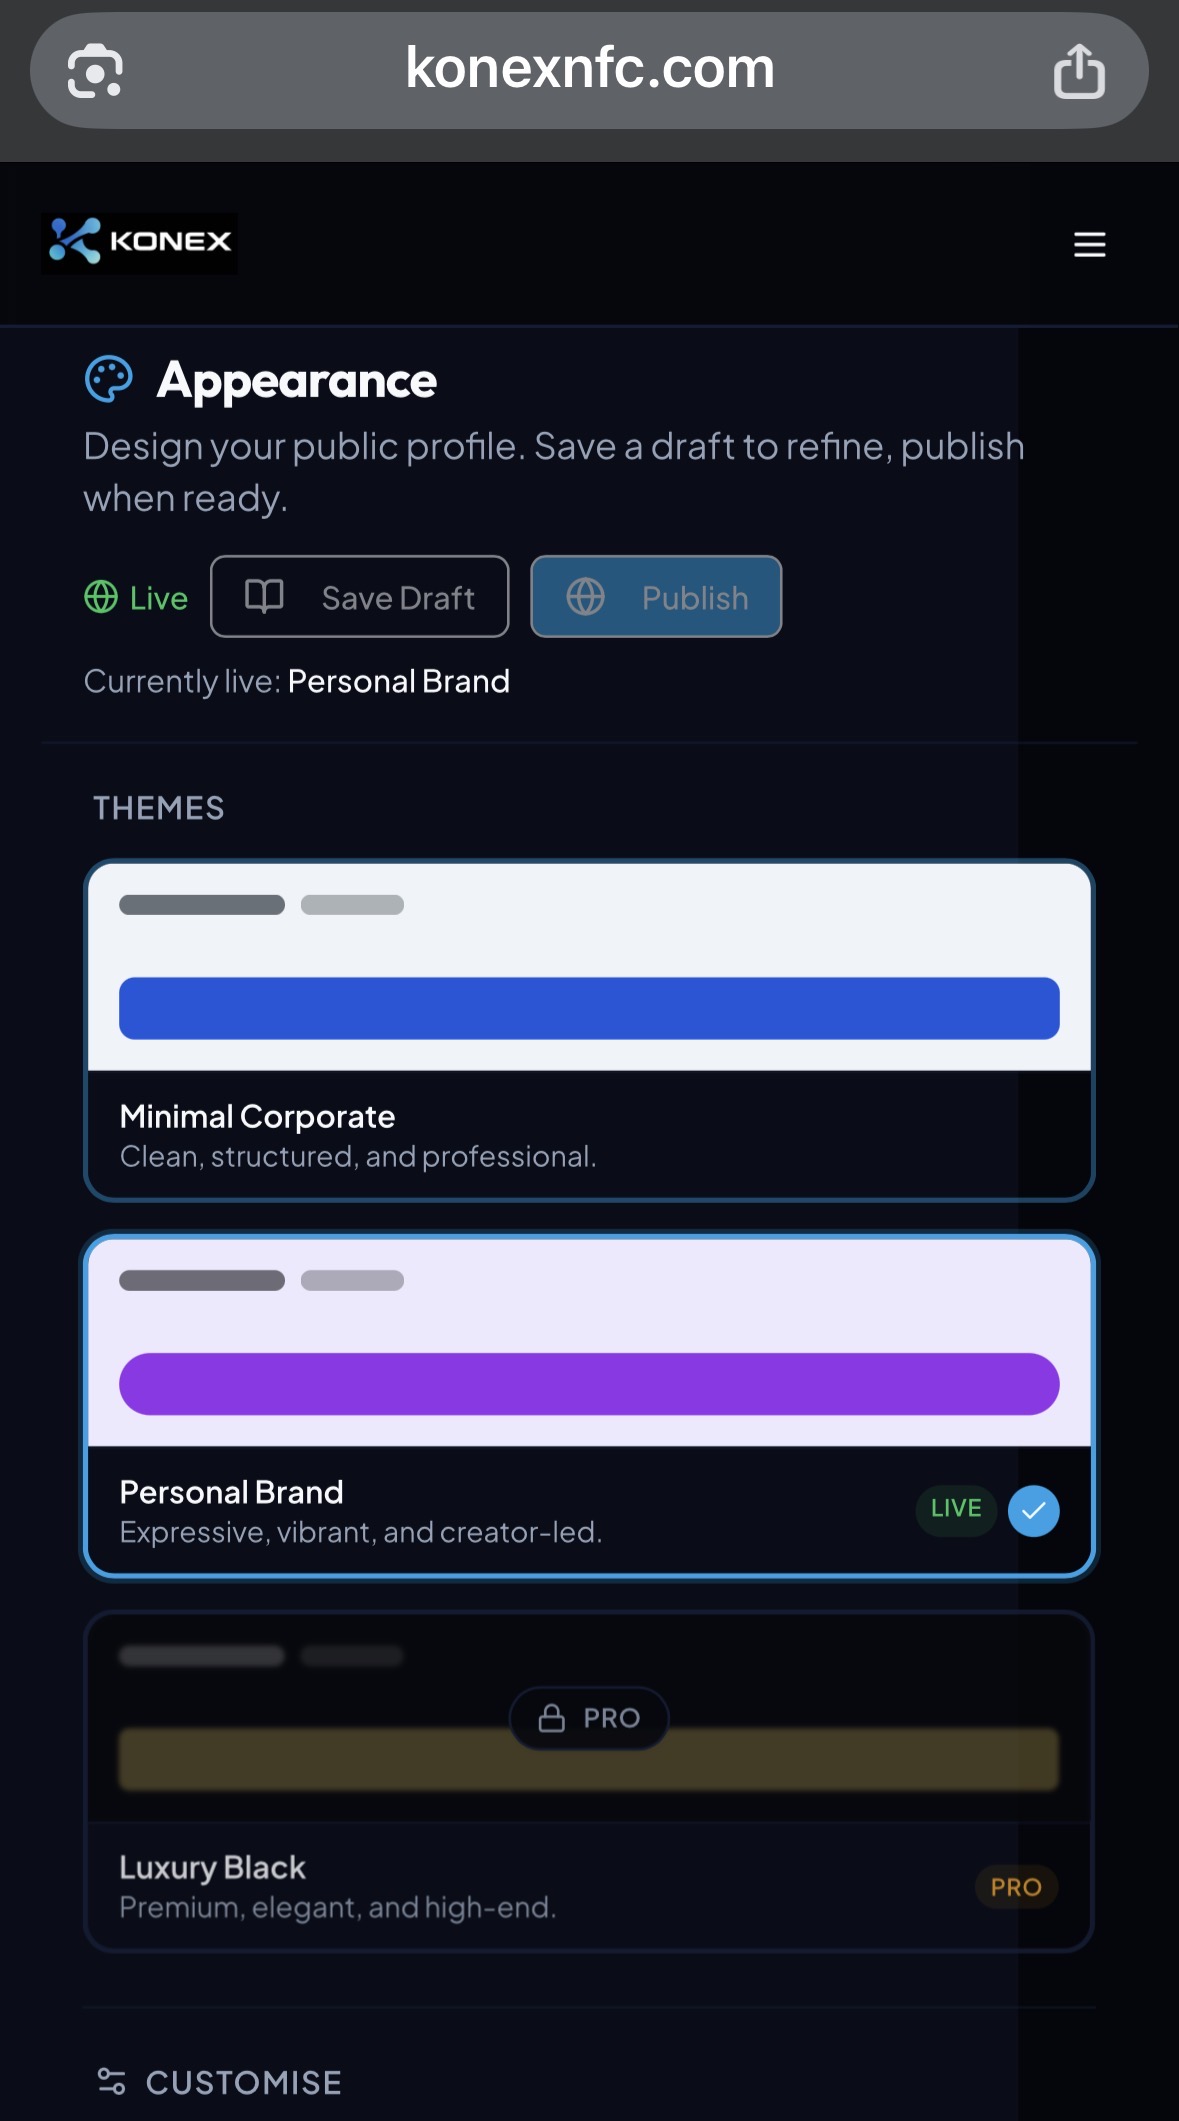 konexnfc.com
KONEX
Appearance
Design your public profile. Save a draft to refine, publish
when ready.
Live
Save Draft
Publish
Currently live: Personal Brand
THEMES
Minimal Corporate
Clean, structured, and professional.
Personal Brand
Expressive, vibrant, and creator-led.
LIVE
PRO
Luxury Black
Premium, elegant, and high-end.
PRO
CUSTOMISE